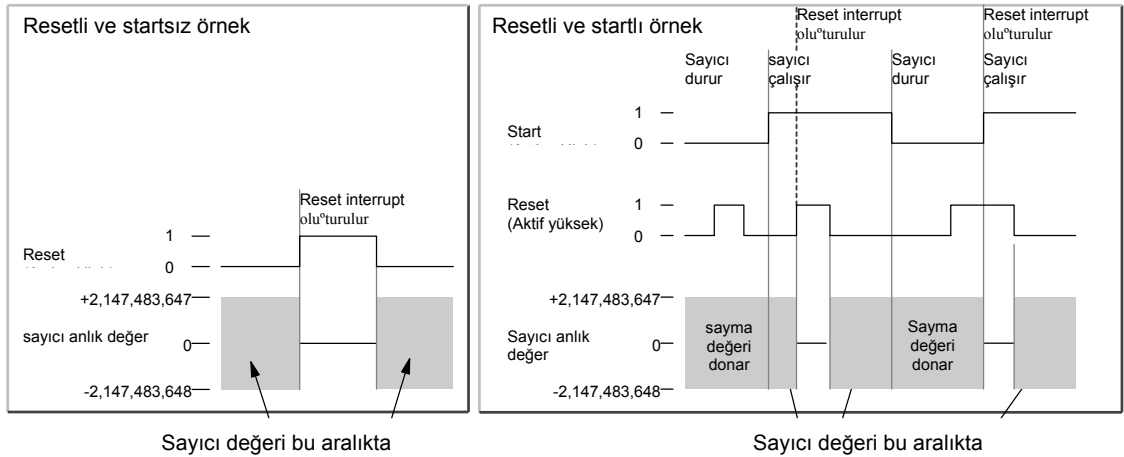 Resetli ve startsız örnek
Reset interrupt
oluºturulur
1
Reset
0
+2,147,483,647
sayıcı anlık değer
0
-2,147,483,648
Sayıcı değeri bu aralıkta
Resetli ve startlı örnek
Reset interrupt
oluºturulur
Reset interrupt
oluºturulur
Sayıcı
durur
sayıcı
çalışır
Sayıcı
durur
Sayıcı
çalışır
1
Start
0
Reset
(Aktif yüksek)
1
0
+2,147,483,647
Sayıcı anlık
değer
0
-2,147,483,648
sayma
değeri
donar
Sayma
değeri
donar
Sayıcı değeri bu aralıkta